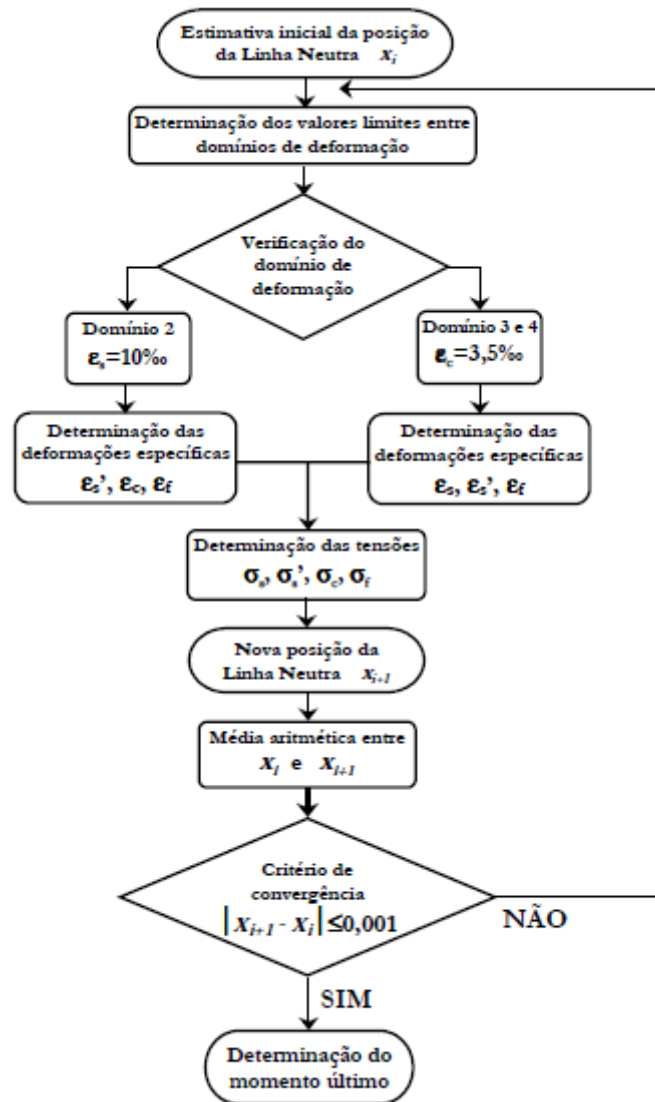 Estimativa inicial da posição
da Linha Neutra x_i
Determinação dos valores limites entre
domínios de deformação
Verificação do
domínio de
deformação
Domínio 2
ε_s=10‰
Domínio 3 e 4
ε_c=3,5‰
Determinação das
deformações específicas
ε_s', ε_c, ε_f
Determinação das
deformações específicas
ε_s, ε_s', ε_f
Determinação das tensões
σ_s, σ_s', σ_c, σ_f
Nova posição da
Linha Neutra x_{i+1}
Média aritmética entre
x_i e x_{i+1}
Critério de
convergência
|x_{i+1} - x_i| ≤0,001
NÃO
SIM
Determinação do
momento último